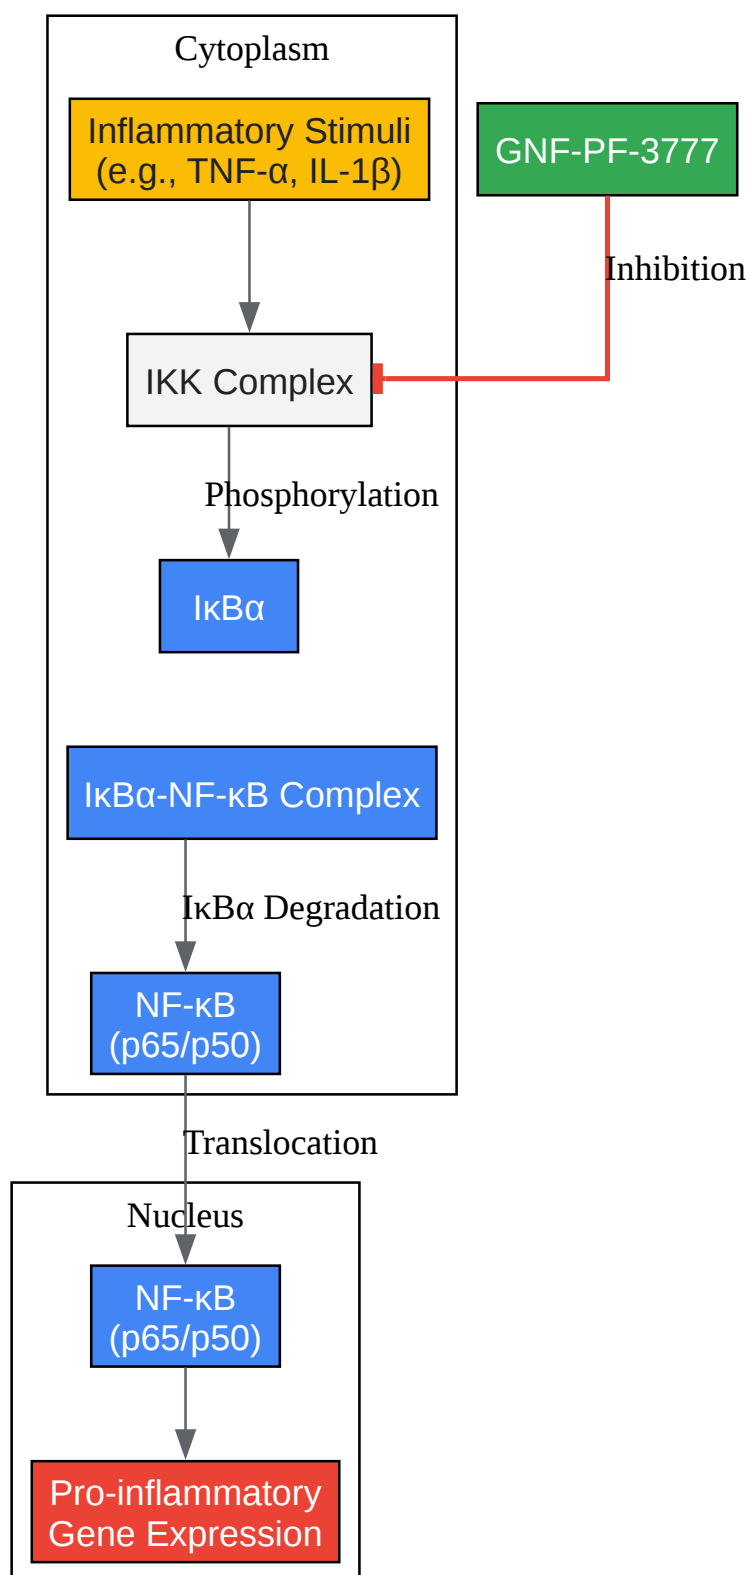 Cytoplasm
Inflammatory Stimuli
(e.g., TNF-α, IL-1β)
GNF-PF-3777
Inhibition
IKK Complex
Phosphorylation
IκBα
IκBα-NF-κB Complex
IκBα Degradation
NF-κB
(p65/p50)
Translocation
Nucleus
NF-κB
(p65/p50)
Pro-inflammatory
Gene Expression